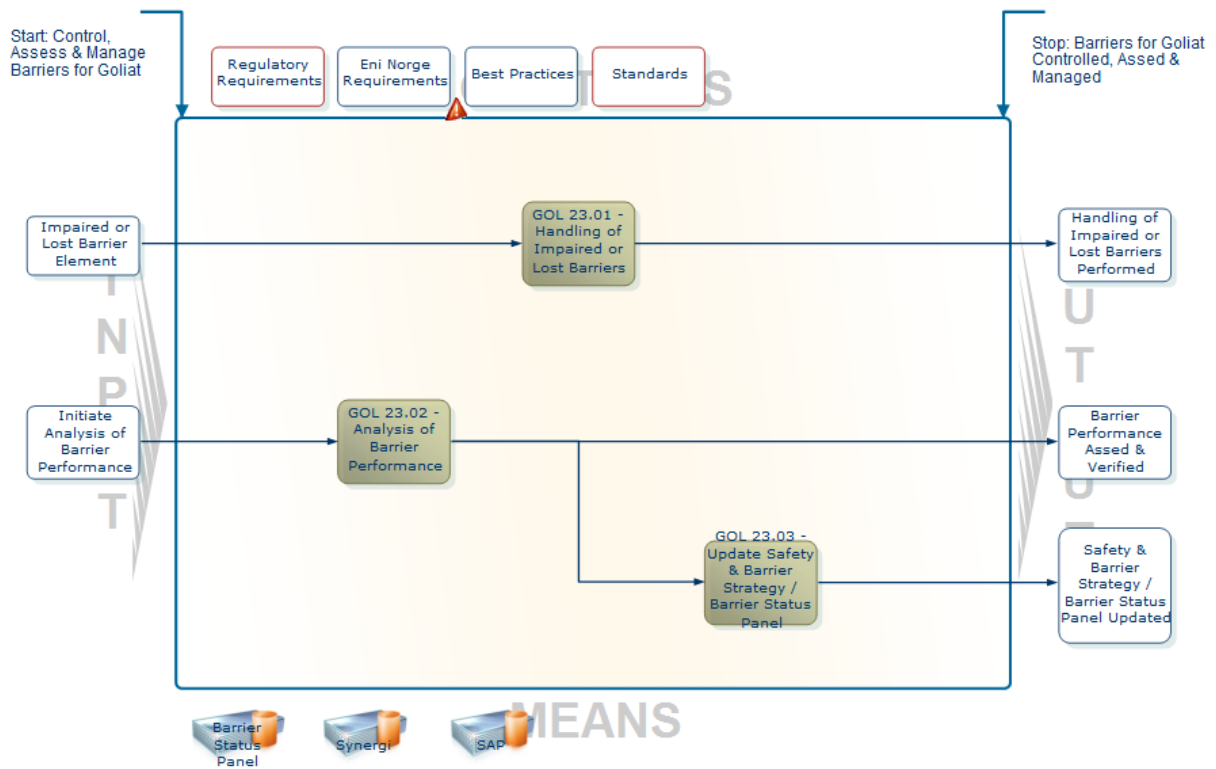 Start: Control,
Assess & Manage
Barriers for Goliat
Regulatory
Requirements
Eni Norge
Requirements
Best Practices
Standards
Stop: Barriers for Goliat
Controlled, Assed &
Managed
Impaired or
Lost Barrier
Element
GOL 23.01 -
Handling of
Impaired or
Lost Barriers
Handling of
Impaired or
Lost Barriers
Performed
Initiate
Analysis of
Barrier
Performance
GOL 23.02 -
Analysis of
Barrier
Performance
Barrier
Performance
Assed &
Verified
GOL 23.03 -
Update Safety
& Barrier
Strategy /
Barrier Status
Panel
Safety &
Barrier
Strategy /
Barrier Status
Panel Updated
I
N
P
T
U
T
U
MEANS
Barrier
Status
Panel
Synergi
SAP